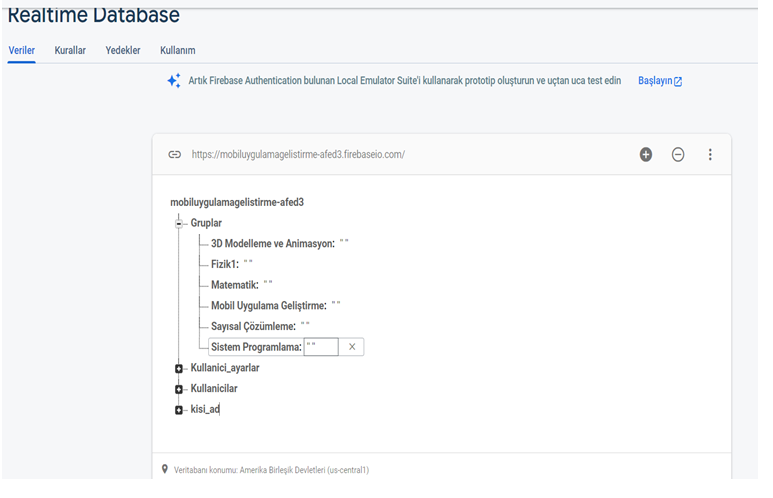 Realtime Database
Veriler Kurallar Yedekler Kullanım
Artık Firebase Authentication bulunan Local Emulator Suite'i kullanarak prototip oluşturun ve uçtan uca test edin Başlayın
https://mobiluygulamagelistirme-afed3.firebaseio.com/
mobiluygulamagelistirme-afed3
Gruplar
3D Modelleme ve Animasyon: ""
Fizik1: ""
Matematik: ""
Mobil Uygulama Geliştirme: ""
Sayısal Çözümleme: ""
Sistem Programlama: "" X
Kullanici_ayarlar
Kullanicilar
kisi_ad
Veritabanı konumu: Amerika Birleşik Devletleri (us-central1)